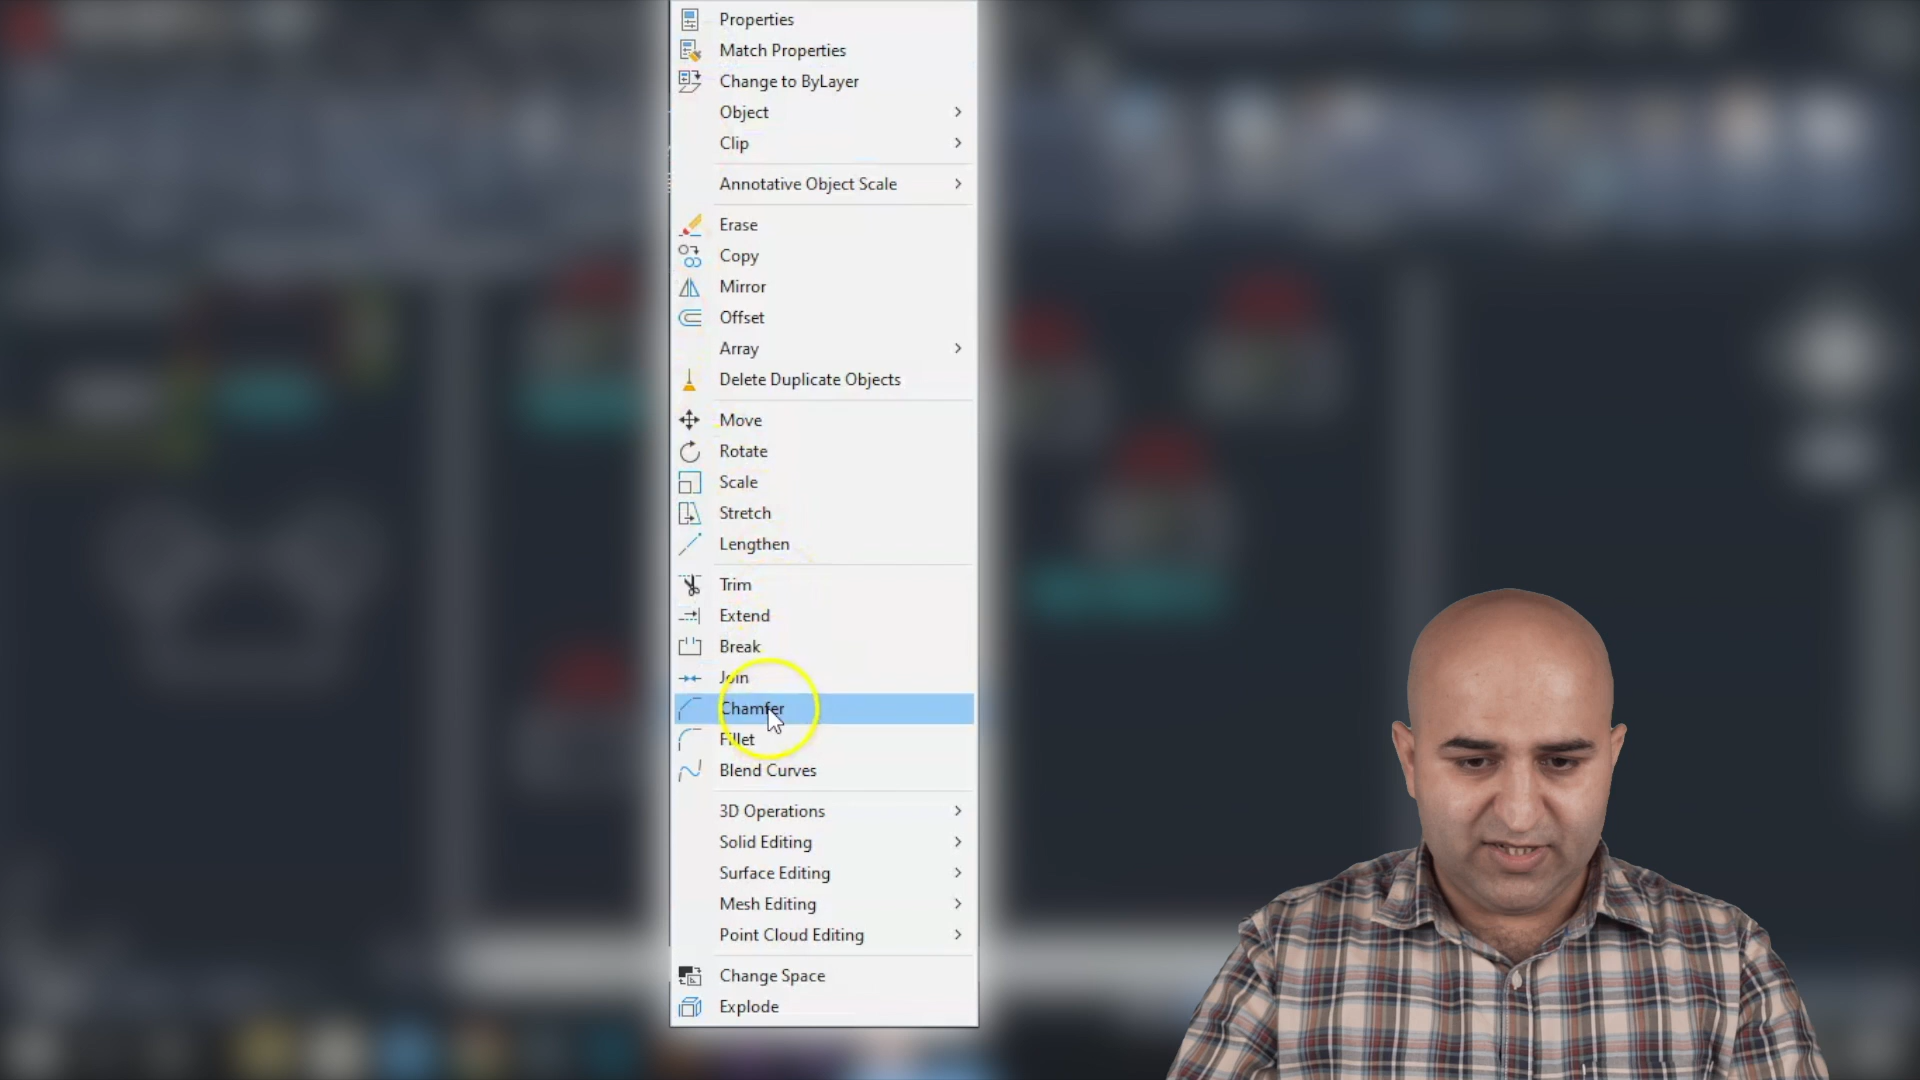 Properties
Match Properties
Change to ByLayer
Object
Clip
Annotative Object Scale
Erase
Copy
Mirror
Offset
Array
Delete Duplicate Objects
Move
Rotate
Scale
Stretch
Lengthen
Trim
Extend
Break
Join
Chamfer
Fillet
Blend Curves
3D Operations
Solid Editing
Surface Editing
Mesh Editing
Point Cloud Editing
Change Space
Explode